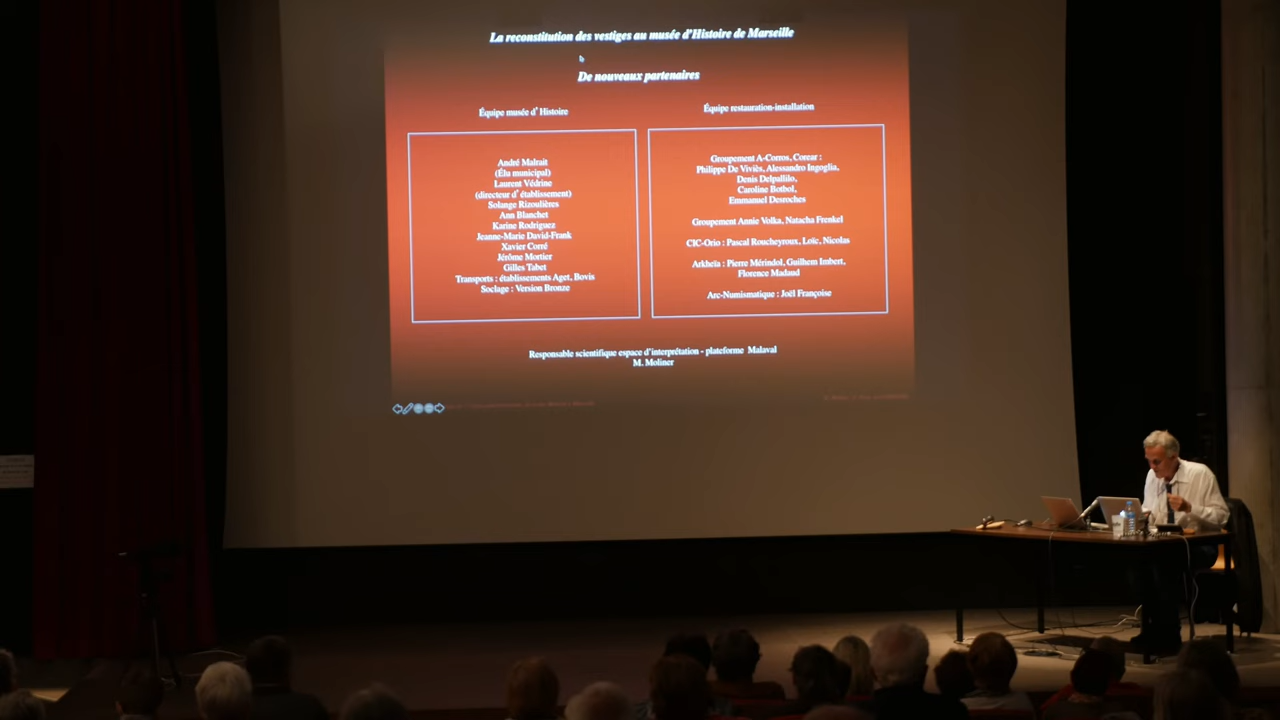 La reconstitution des vestiges au musée d'Histoire de Marseille
De nouveaux partenaires
Équipe musée d'Histoire
André Malrait
(Élu municipal)
Laurent Védrine
(directeur d'établissement)
Solange Rizoulières
Ann Blanchet
Karine Rodriguez
Jeanne-Marie David-Frank
Xavier Corré
Jérôme Mortier
Gilles Tabet
Transports : établissements Aget, Bovis
Soclage : Version Bronze
Équipe restauration-installation
Groupement A-Corros, Corear :
Philippe De Viviès, Alessandro Ingoglia,
Denis Delpallilo,
Caroline Botbol,
Emmanuel Desroches
Groupement Annie Volka, Natacha Frenkel
CIC-Orio : Pascal Roucheyroux, Loïc, Nicolas
Arkheia : Pierre Mérindol, Guilhem Imbert,
Florence Madaud
Arc-Numismatique : Joël Françoise
Responsable scientifique espace d'interprétation - plateforme Malaval
M. Moliner